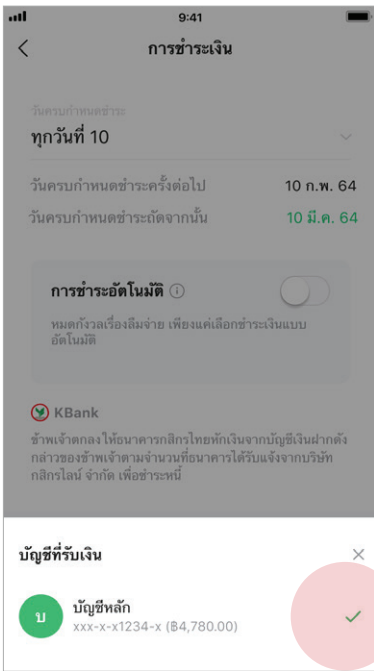 9:41
การชำระเงิน
วันครบกำหนดชำระ
ทุกวันที่ 10
วันครบกำหนดชำระครั้งต่อไป 10 ก.พ. 64
วันครบกำหนดชำระถัดจากนั้น 10 มี.ค. 64
การชำระอัตโนมัติ
หมดกังวลเรื่องลืมจ่าย เพียงแค่เลือกชำระเงินแบบ
อัตโนมัติ
KBank
ข้าพเจ้าตกลงให้ธนาคารกสิกรไทยหักเงินจากบัญชีเงินฝากดัง
กล่าวของข้าพเจ้าตามจำนวนที่ธนาคารได้รับแจ้งจากบริษัท
กสิกรไลน์ จำกัด เพื่อชำระหนี้
บัญชีที่รับเงิน
บ
บัญชีหลัก
xxx-x-x1234-x (฿4,780.00)